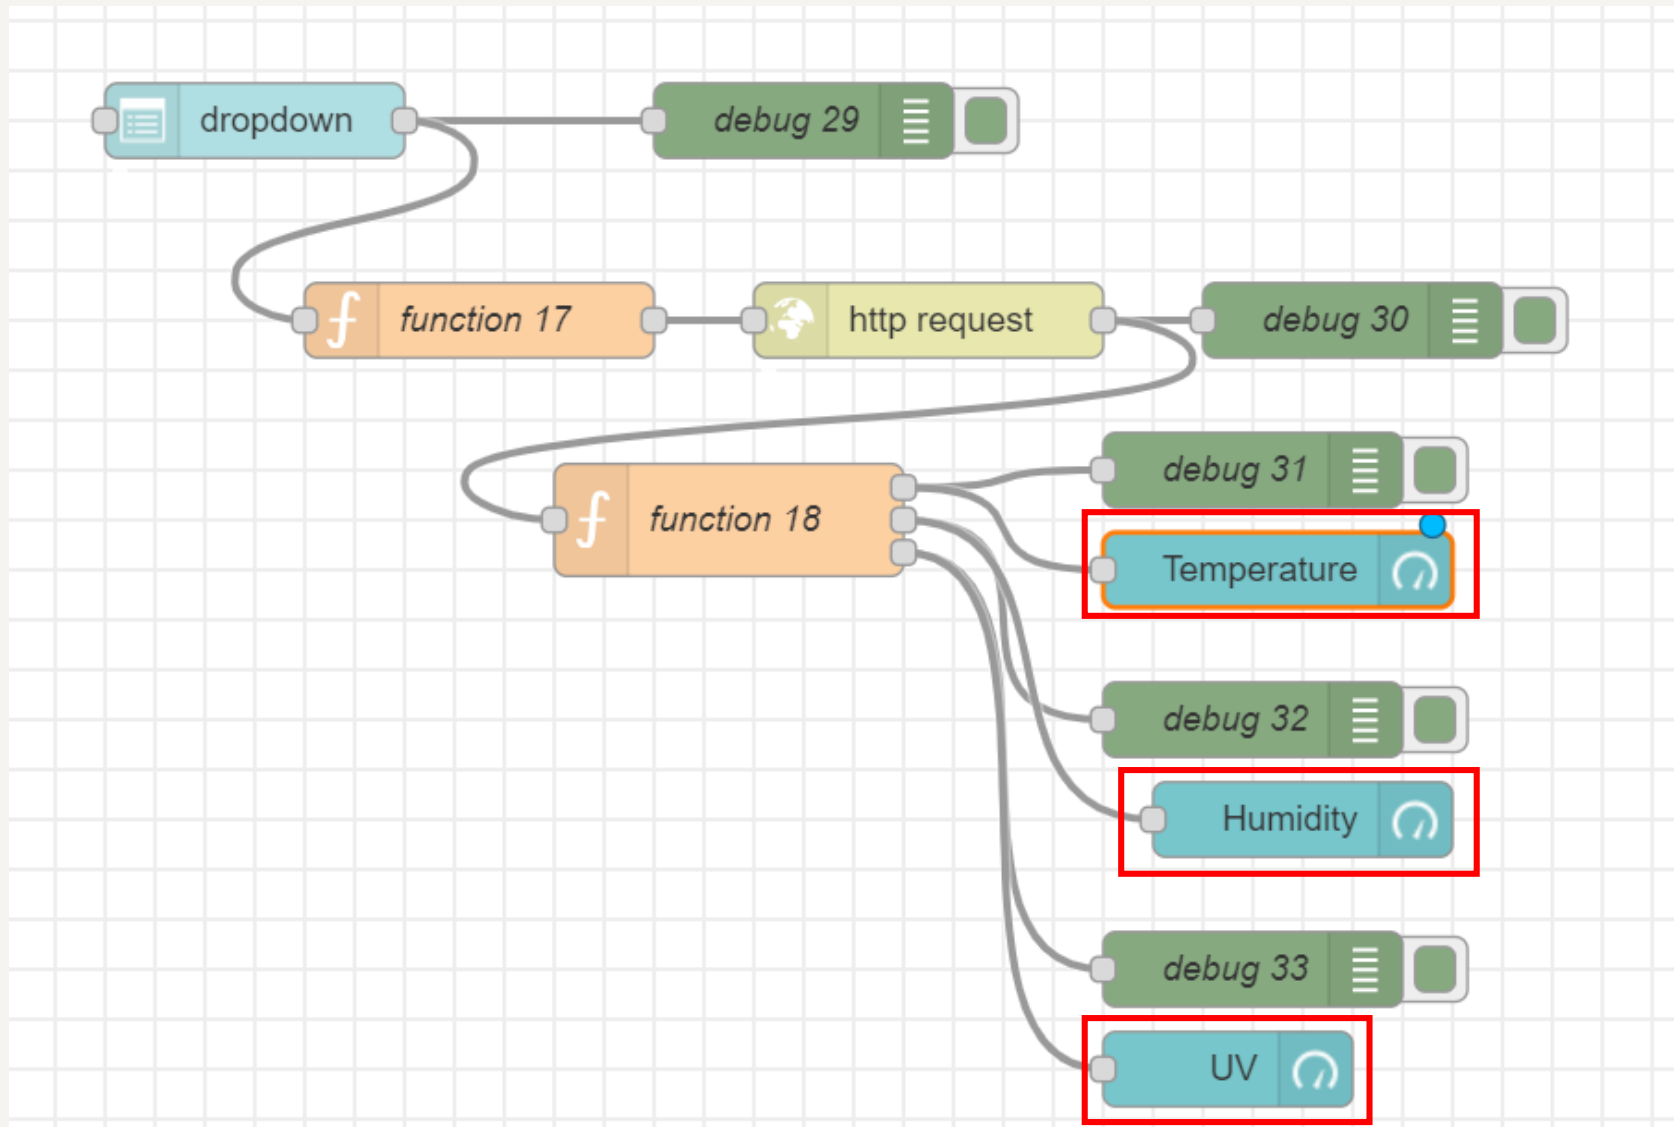 dropdown
debug 29
function 17
http request
debug 30
debug 31
function 18
Temperature
debug 32
Humidity
debug 33
UV